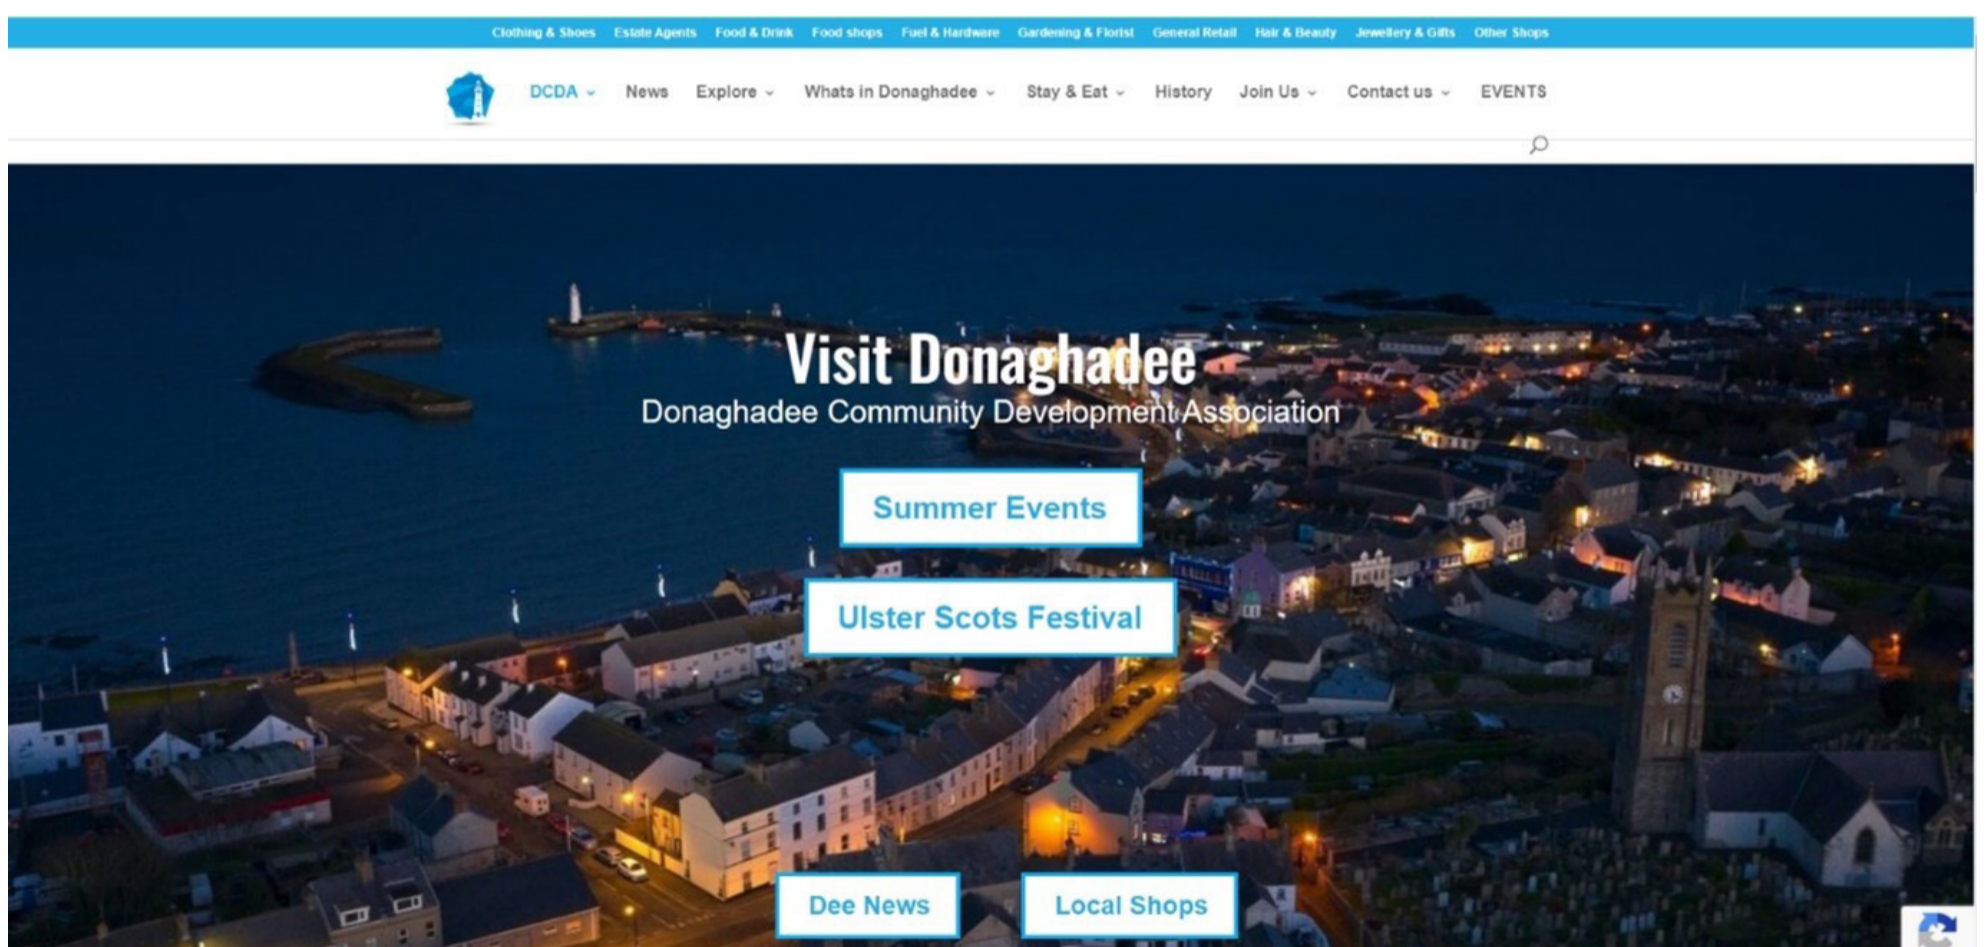 Clothing & Shoes Estate Agents Food & Drink Food shops Fuel & Hardware Gardening & Florist General Retail Hair & Beauty Jewellery & Gifts Other Shops
DCDA News Explore Whats in Donaghadee Stay & Eat History Join Us Contact us EVENTS
Visit Donaghadee
Donaghadee Community Development Association
Summer Events
Ulster Scots Festival
Dee News Local Shops